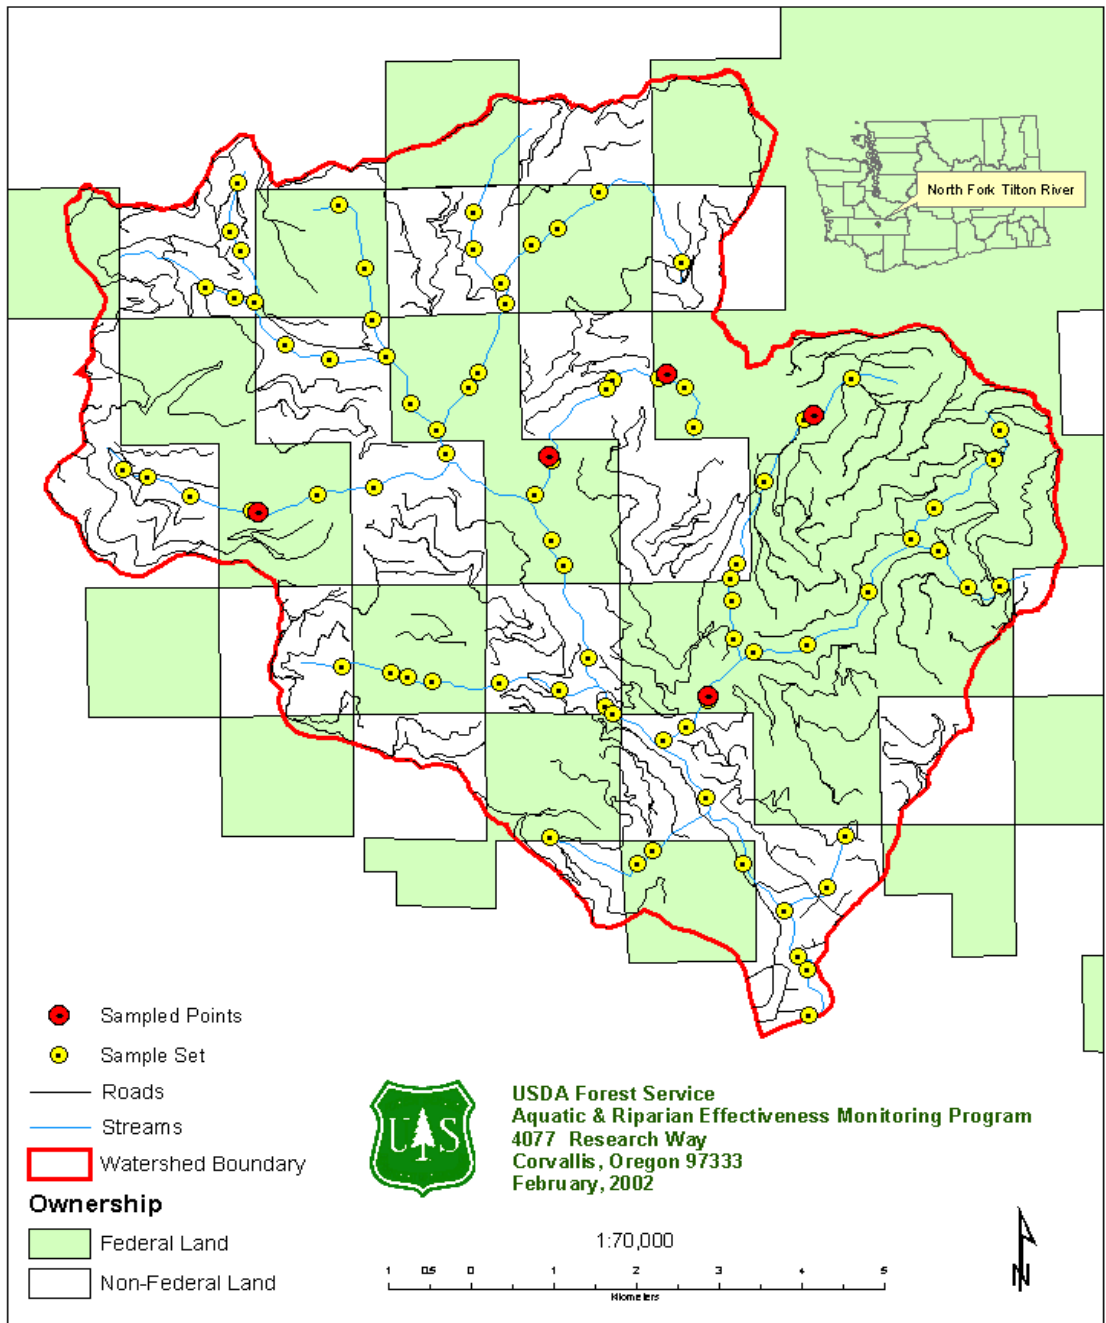 North Fork Tilton River
Sampled Points
Sample Set
Roads
Streams
Watershed Boundary
Ownership
Federal Land
Non-Federal Land
US
USDA Forest Service
Aquatic & Riparian Effectiveness Monitoring Program
4077 Research Way
Corvallis, Oregon 97333
February, 2002
1:70,000
1 0.5 0 1 2 3 4 5
Kilometers
N